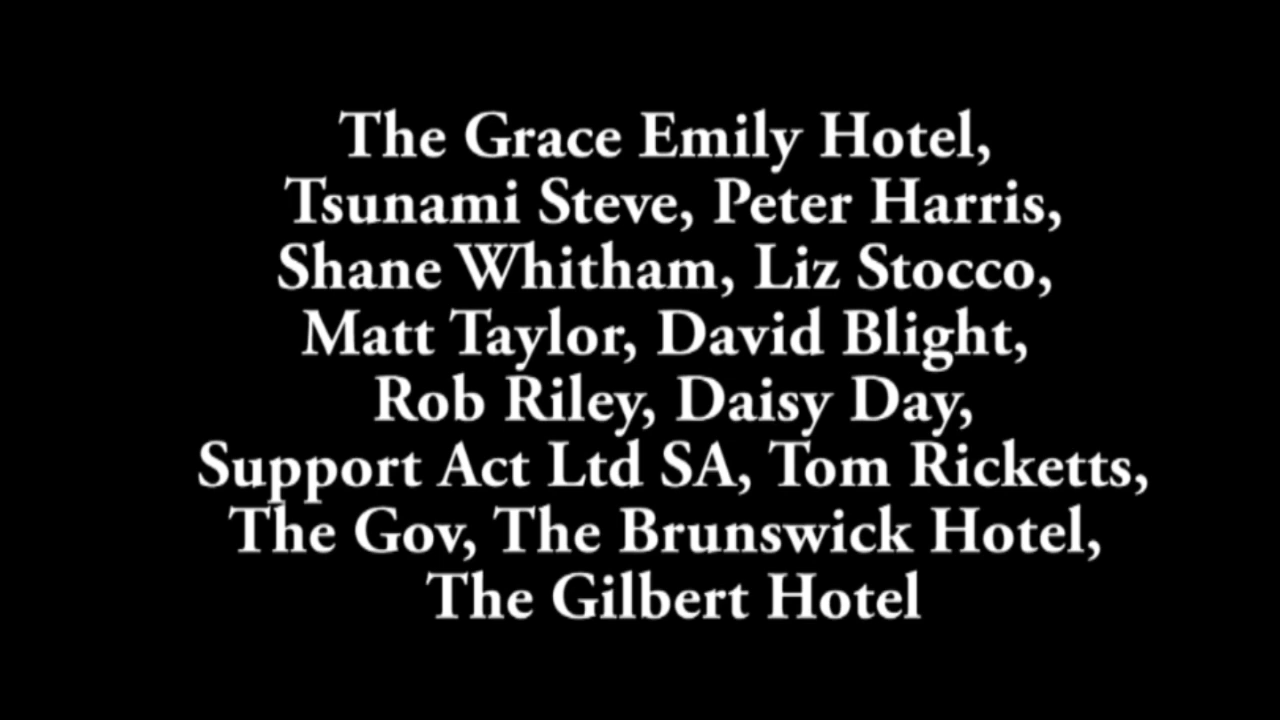 The Grace Emily Hotel,
Tsunami Steve, Peter Harris,
Shane Whitham, Liz Stocco,
Matt Taylor, David Blight,
Rob Riley, Daisy Day,
Support Act Ltd SA, Tom Ricketts,
The Gov, The Brunswick Hotel,
The Gilbert Hotel